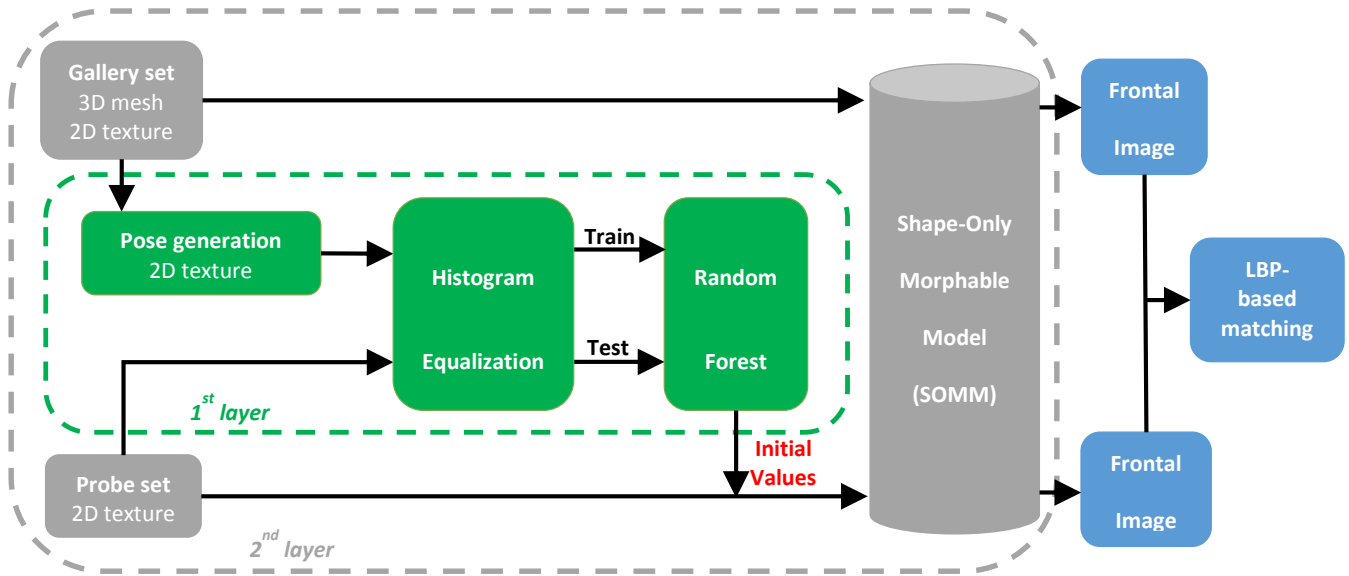 Gallery set
3D mesh
2D texture
Pose generation
2D texture
Histogram
Equalization
Train
Test
Random
Forest
1st layer
Initial
Values
Probe set
2D texture
2nd layer
Shape-Only
Morphable
Model
(SOMM)
Frontal
Image
LBP-
based
matching
Frontal
Image